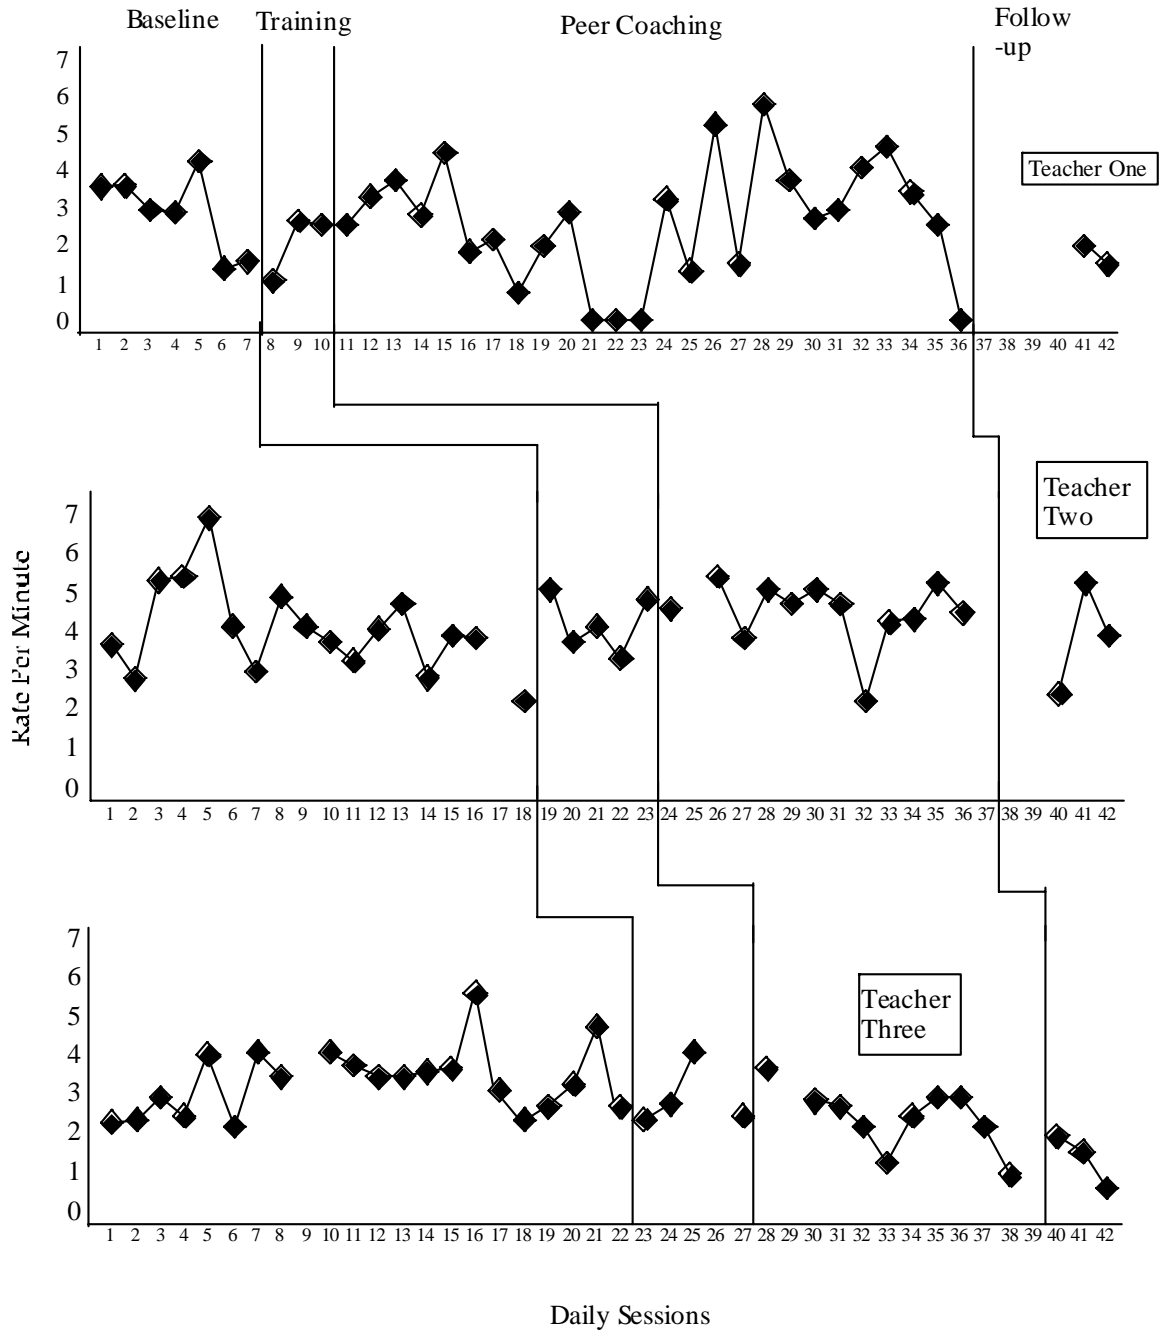 Baseline
Training
Peer Coaching
Follow
-up
7
6
5
4
3
2
1
0
Teacher One
1 2 3 4 5 6 7 8 9 10 11 12 13 14 15 16 17 18 19 20 21 22 23 24 25 26 27 28 29 30 31 32 33 34 35 36 37 38 39 40 41 42
Rate Per Minute
7
6
5
4
3
2
1
0
Teacher
Two
1 2 3 4 5 6 7 8 9 10 11 12 13 14 15 16 17 18 19 20 21 22 23 24 25 26 27 28 29 30 31 32 33 34 35 36 37 38 39 40 41 42
7
6
5
4
3
2
1
0
Teacher
Three
1 2 3 4 5 6 7 8 9 10 11 12 13 14 15 16 17 18 19 20 21 22 23 24 25 26 27 28 29 30 31 32 33 34 35 36 37 38 39 40 41 42
Daily Sessions